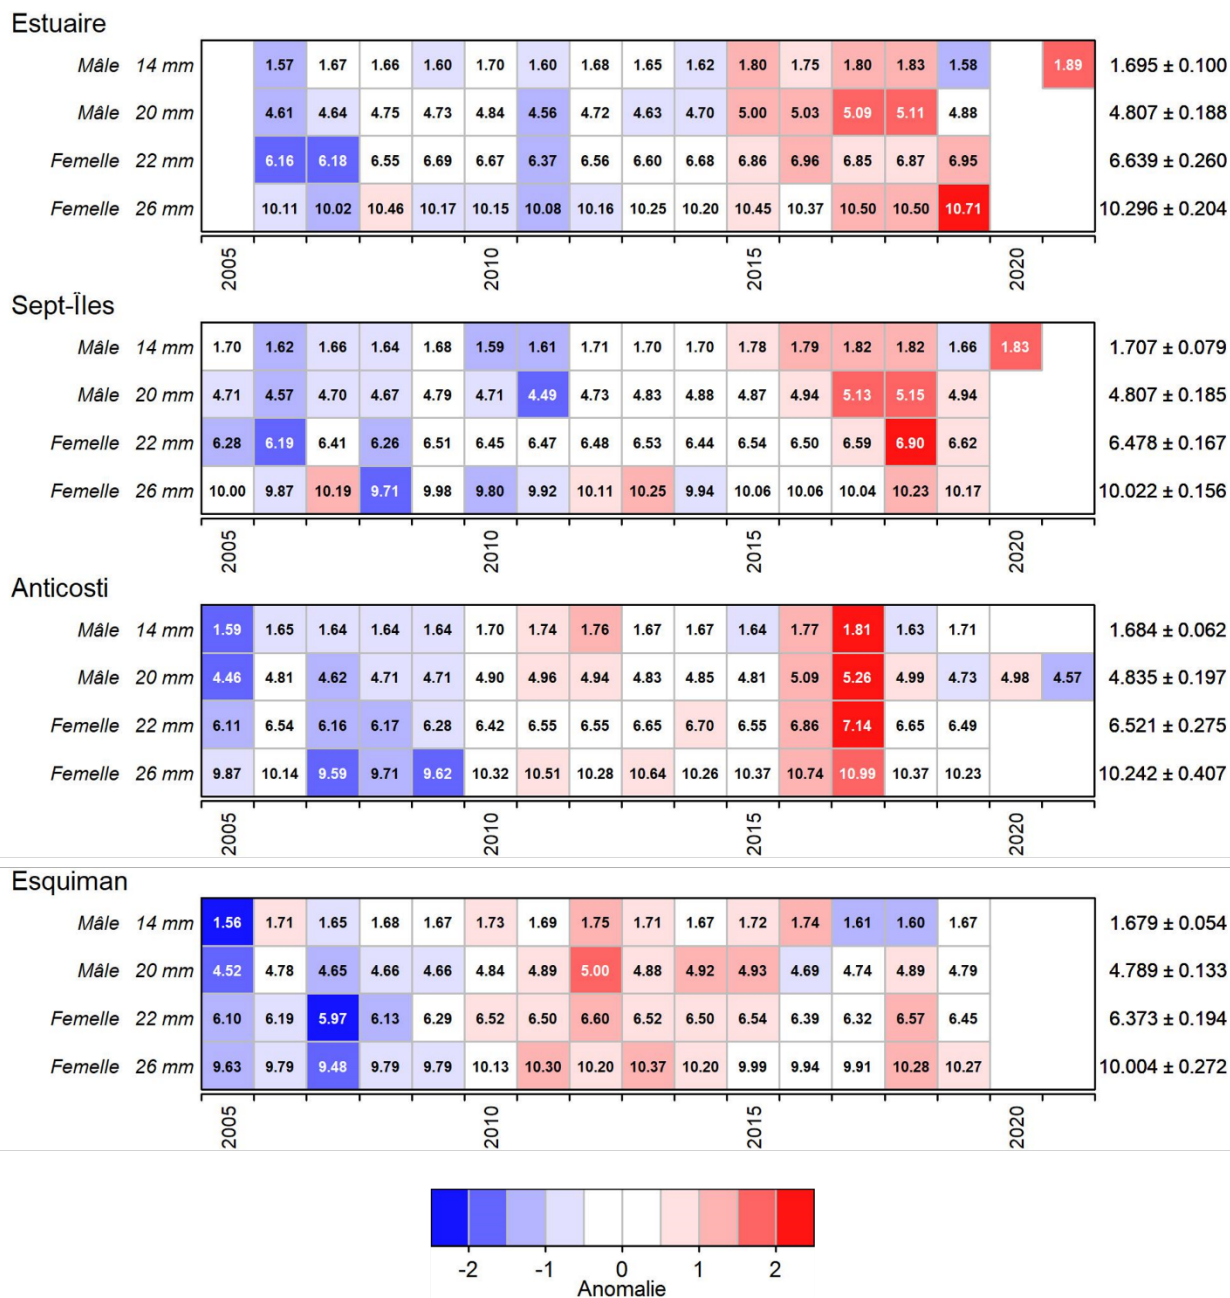 Estuaire
Mâle 14 mm 1.57 1.67 1.66 1.60 1.70 1.60 1.68 1.65 1.62 1.80 1.75 1.80 1.83 1.58 1.89 1.695 ± 0.100
Mâle 20 mm 4.61 4.64 4.75 4.73 4.84 4.56 4.72 4.63 4.70 5.00 5.03 5.09 5.11 4.88 4.807 ± 0.188
Femelle 22 mm 6.16 6.18 6.55 6.69 6.67 6.37 6.56 6.60 6.68 6.86 6.96 6.85 6.87 6.95 6.639 ± 0.260
Femelle 26 mm 10.11 10.02 10.46 10.17 10.15 10.08 10.16 10.25 10.20 10.45 10.37 10.50 10.50 10.71 10.296 ± 0.204
2005 2010 2015 2020
Sept-Îles
Mâle 14 mm 1.70 1.62 1.66 1.64 1.68 1.59 1.61 1.71 1.70 1.70 1.78 1.79 1.82 1.82 1.66 1.83 1.707 ± 0.079
Mâle 20 mm 4.71 4.57 4.70 4.67 4.79 4.71 4.49 4.73 4.83 4.88 4.87 4.94 5.13 5.15 4.94 4.807 ± 0.185
Femelle 22 mm 6.28 6.19 6.41 6.26 6.51 6.45 6.47 6.48 6.53 6.44 6.54 6.50 6.59 6.90 6.62 6.478 ± 0.167
Femelle 26 mm 10.00 9.87 10.19 9.71 9.98 9.80 9.92 10.11 10.25 9.94 10.06 10.06 10.04 10.23 10.17 10.022 ± 0.156
2005 2010 2015 2020
Anticosti
Mâle 14 mm 1.59 1.65 1.64 1.64 1.64 1.70 1.74 1.76 1.67 1.67 1.64 1.77 1.81 1.63 1.71 1.684 ± 0.062
Mâle 20 mm 4.46 4.81 4.62 4.71 4.71 4.90 4.96 4.94 4.83 4.85 4.81 5.09 5.26 4.99 4.73 4.98 4.57 4.835 ± 0.197
Femelle 22 mm 6.11 6.54 6.16 6.17 6.28 6.42 6.55 6.55 6.65 6.70 6.55 6.86 7.14 6.65 6.49 6.521 ± 0.275
Femelle 26 mm 9.87 10.14 9.59 9.71 9.62 10.32 10.51 10.28 10.64 10.26 10.37 10.74 10.99 10.37 10.23 10.242 ± 0.407
2005 2010 2015 2020
Esquiman
Mâle 14 mm 1.56 1.71 1.65 1.68 1.67 1.73 1.69 1.75 1.71 1.67 1.72 1.74 1.61 1.60 1.67 1.679 ± 0.054
Mâle 20 mm 4.52 4.78 4.65 4.66 4.66 4.84 4.89 5.00 4.88 4.92 4.93 4.69 4.74 4.89 4.79 4.789 ± 0.133
Femelle 22 mm 6.10 6.19 5.97 6.13 6.29 6.52 6.50 6.60 6.52 6.50 6.54 6.39 6.32 6.57 6.45 6.373 ± 0.194
Femelle 26 mm 9.63 9.79 9.48 9.79 9.79 10.13 10.30 10.20 10.37 10.20 9.99 9.94 9.91 10.28 10.27 10.004 ± 0.272
2005 2010 2015 2020
-2 -1 0 1 2
Anomalie